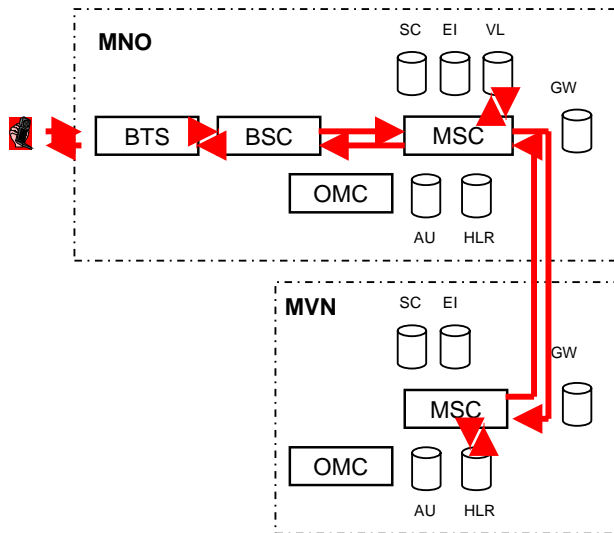 SC EI VL
MNO
GW
BTS BSC MSC
OMC
AU HLR
SC EI
MVN
GW
MSC
OMC
AU HLR